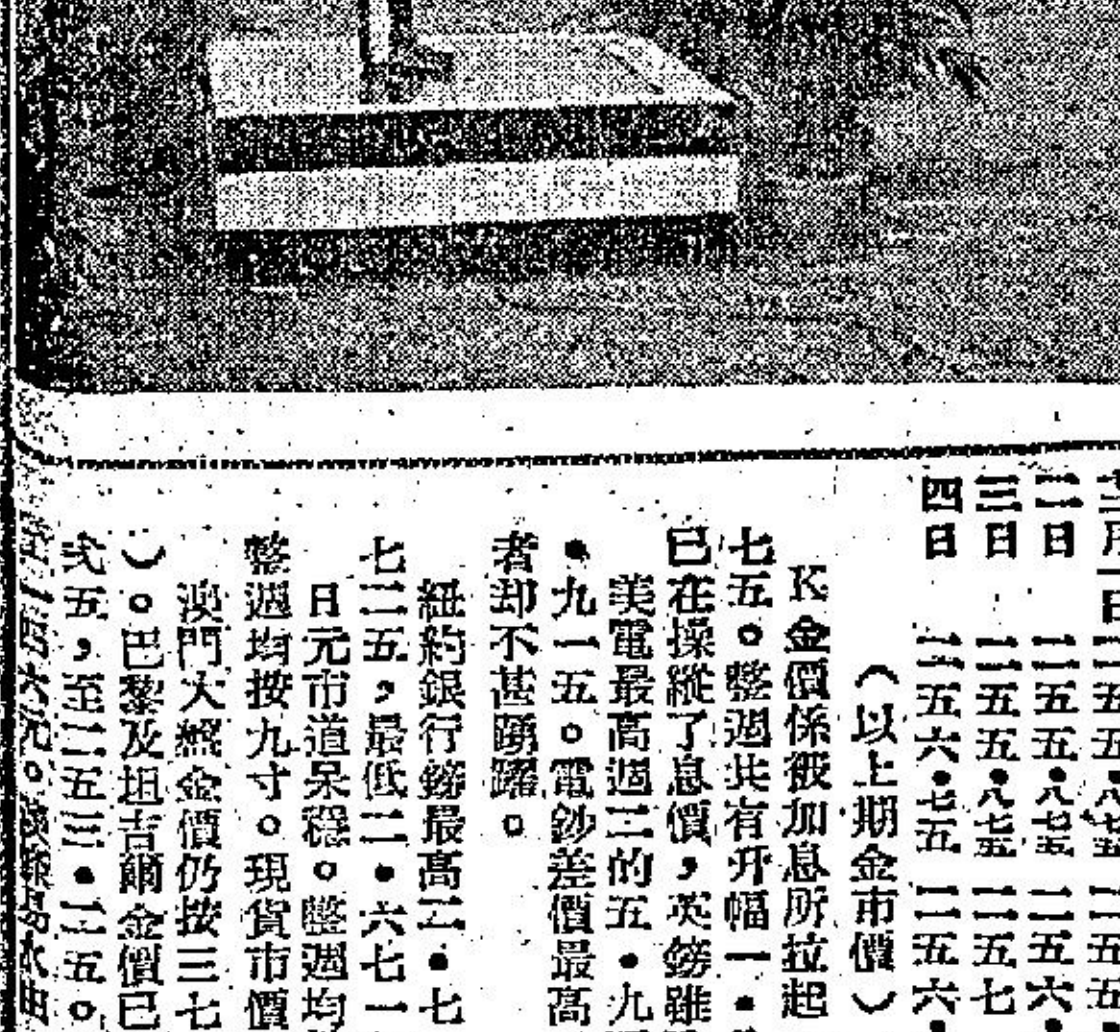 二日 二五五•八七五 二五六•
三日 二五五•八七五 二五七
四日 二五六•七五 二五六•
（以上期金市價）
K金價係被加息所拉起
七五。整週共有升幅一•
已在操縱了息價，英鎊雖
美電最高週三的五•九
•九一五。電鈔差價最高
者却不甚踴躍。
紐約銀行鎊最高二•七
七二五，最低二•六七一
日元市道呆穩。整週均
整週均按九寸。現貨市價
澳門大盤金價仍按三七
）。巴黎及坦吉爾金價已
弍五，至二五三•一二五。